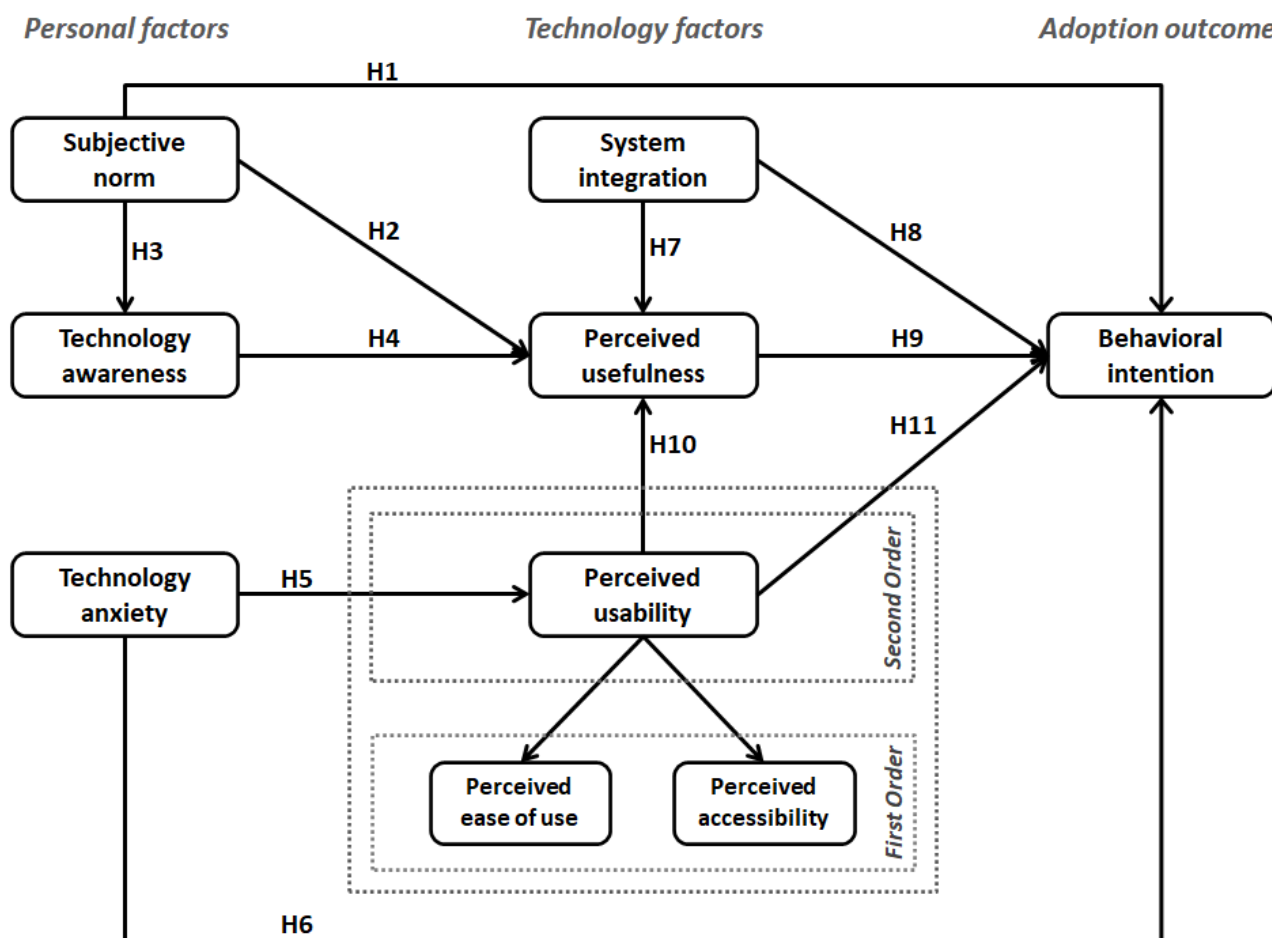 Personal factors
Technology factors
Adoption outcome
H1
Subjective
norm
System
integration
H2
H8
H3
H7
Technology
awareness
H4
Perceived
usefulness
H9
Behavioral
intention
H10
H11
Technology
anxiety
H5
Perceived
usability
Second Order
Perceived
ease of use
Perceived
accessibility
First Order
H6